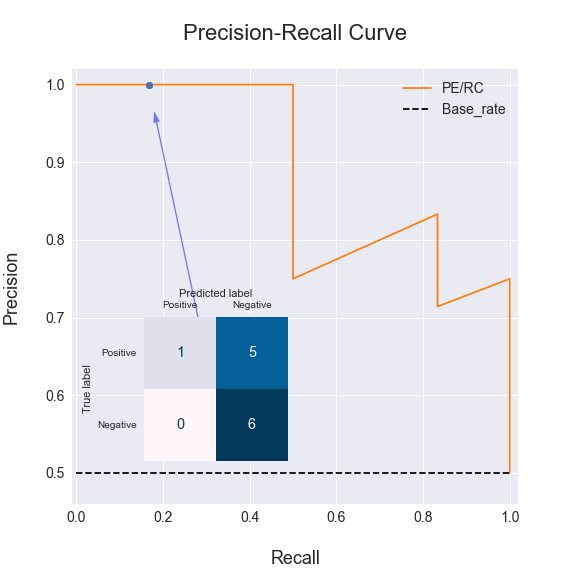 Precision-Recall Curve
PE/RC
Base_rate
1.0
0.9
0.8
0.7
0.6
0.5
Precision
Predicted label
Positive Negative
Positive 1 5
Negative 0 6
True label
0.0 0.2 0.4 0.6 0.8 1.0
Recall